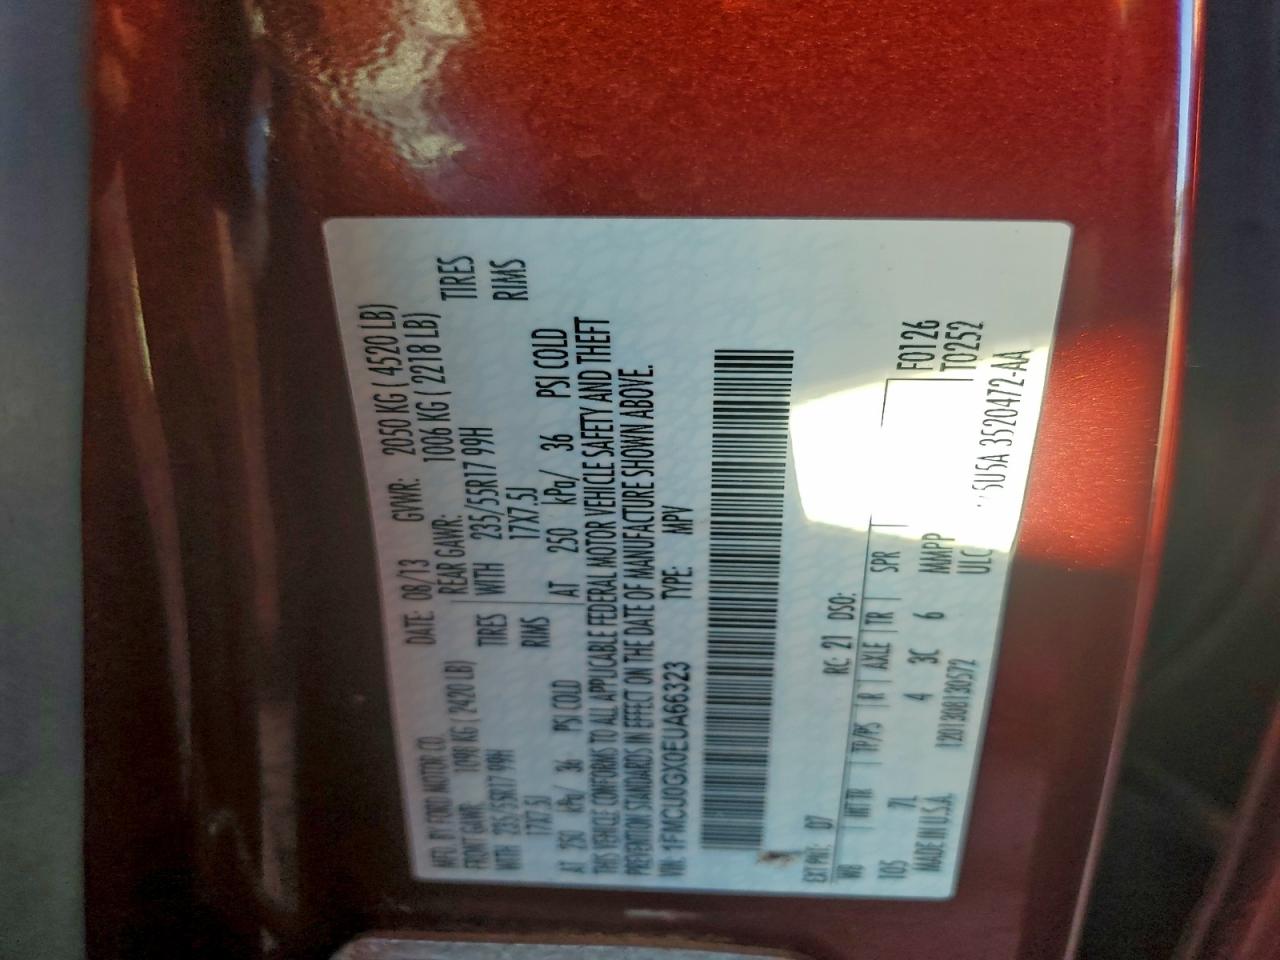 MFD. BY FORD MOTOR CO.
DATE: 08/13 GVWR: 2050 KG ( 4520 LB)
FRONT GAWR: 1098 KG ( 2420 LB) REAR GAWR: 1006 KG ( 2218 LB)
WITH 235/55R17 99H TIRES WITH 235/55R17 99H TIRES
17X7.5J RIMS 17X7.5J RIMS
AT 250 kPa/ 36 PSI COLD AT 250 kPa/ 36 PSI COLD
THIS VEHICLE CONFORMS TO ALL APPLICABLE FEDERAL MOTOR VEHICLE SAFETY AND THEFT
PREVENTION STANDARDS IN EFFECT ON THE DATE OF MANUFACTURE SHOWN ABOVE.
VIN: 1FMCU0GX0EUA66323 TYPE: MPV
F0126
T0252
EXT PNT: D7 RC: 21 DSO:
WB INT TR TP/PS R AXLE TR SPR
105 7L 4 3C 6 MMPP
MADE IN U.S.A. 1201308130572 ULC 5U5A 3520472-AA